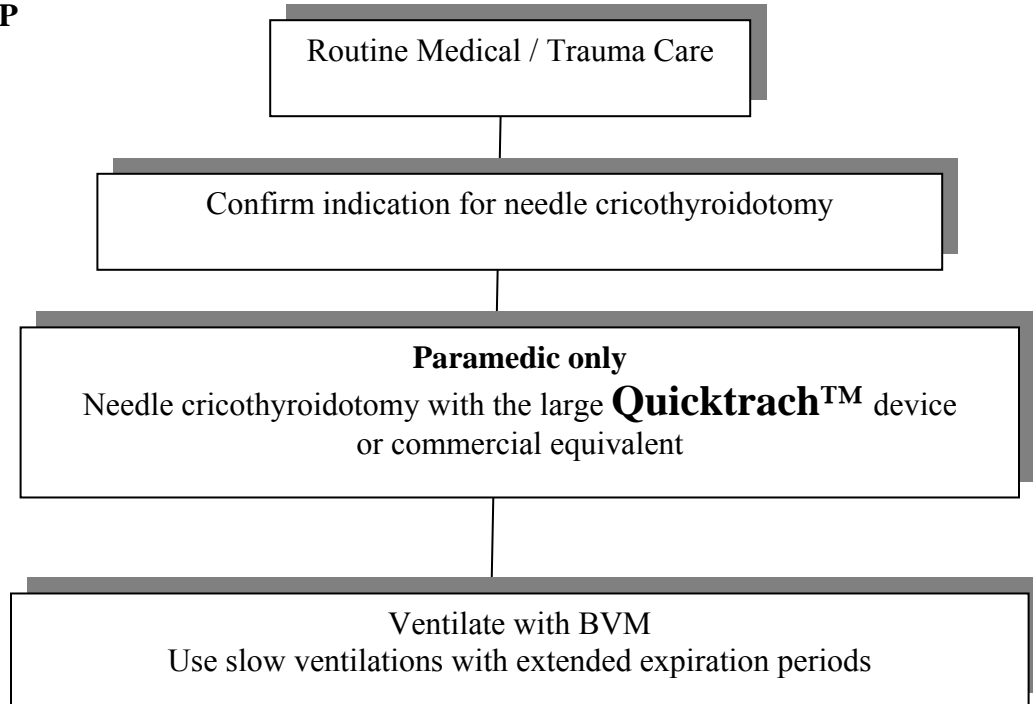 P
Routine Medical / Trauma Care
Confirm indication for needle cricothyroidotomy
Paramedic only
Needle cricothyroidotomy with the large Quicktrach™ device
or commercial equivalent
Ventilate with BVM
Use slow ventilations with extended expiration periods